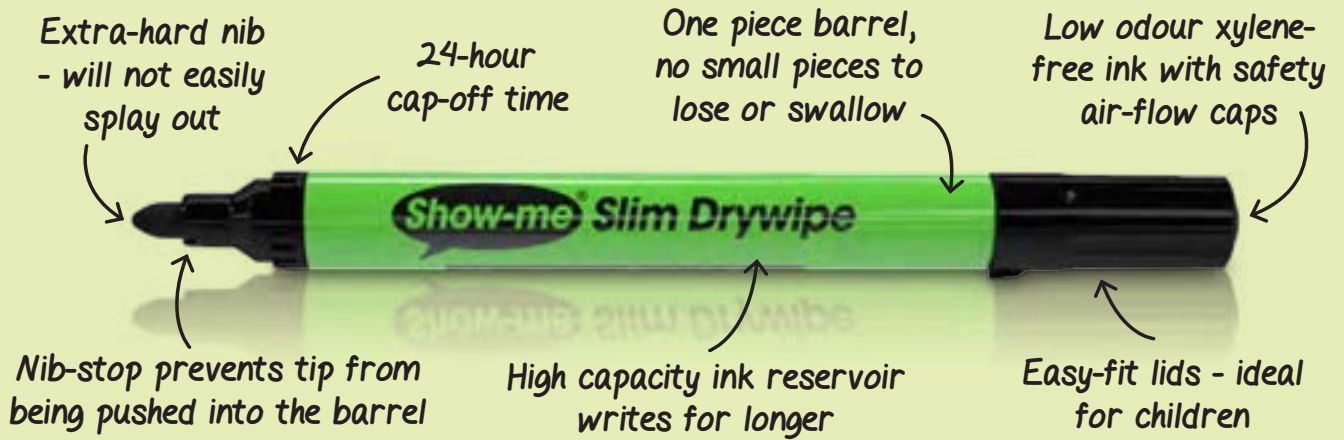 Extra-hard nib
- will not easily
splay out
24-hour
cap-off time
One piece barrel,
no small pieces to
lose or swallow
Low odour xylene-
free ink with safety
air-flow caps
Show-me® Slim Drywipe
Nib-stop prevents tip from
being pushed into the barrel
High capacity ink reservoir
writes for longer
Easy-fit lids - ideal
for children